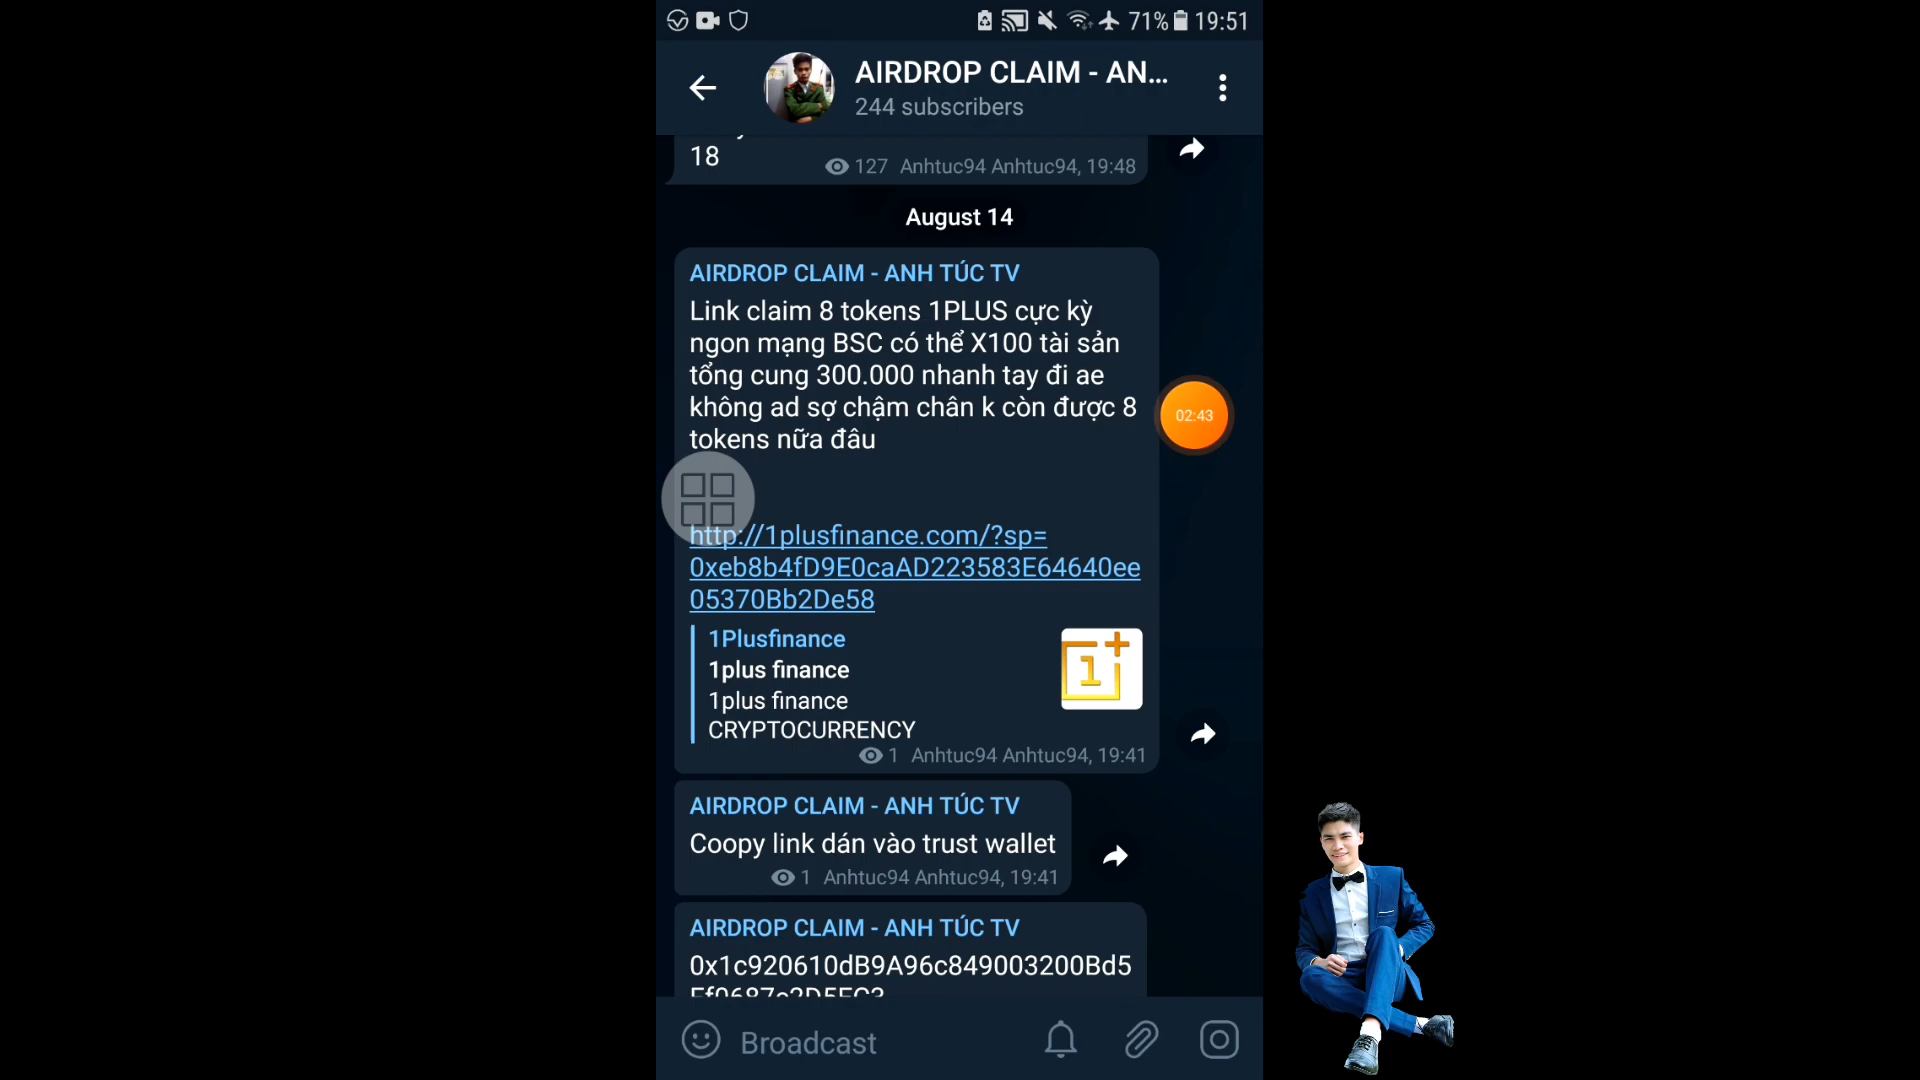 71% 19:51
AIRDROP CLAIM - AN...
244 subscribers
18
127 Anhtuc94 Anhtuc94, 19:48
August 14
AIRDROP CLAIM - ANH TÚC TV
Link claim 8 tokens 1PLUS cực kỳ
ngon mạng BSC có thể X100 tài sản
tổng cung 300.000 nhanh tay đi ae
không ad sợ chậm chân k còn được 8
tokens nữa đâu
02:43
http://1plusfinance.com/?sp=
0xeb8b4fD9E0caAD223583E64640ee
05370Bb2De58
1Plusfinance
1plus finance
1plus finance
CRYPTOCURRENCY
1 Anhtuc94 Anhtuc94, 19:41
AIRDROP CLAIM - ANH TÚC TV
Coopy link dán vào trust wallet
1 Anhtuc94 Anhtuc94, 19:41
AIRDROP CLAIM - ANH TÚC TV
0x1c920610dB9A96c849003200Bd5
Broadcast